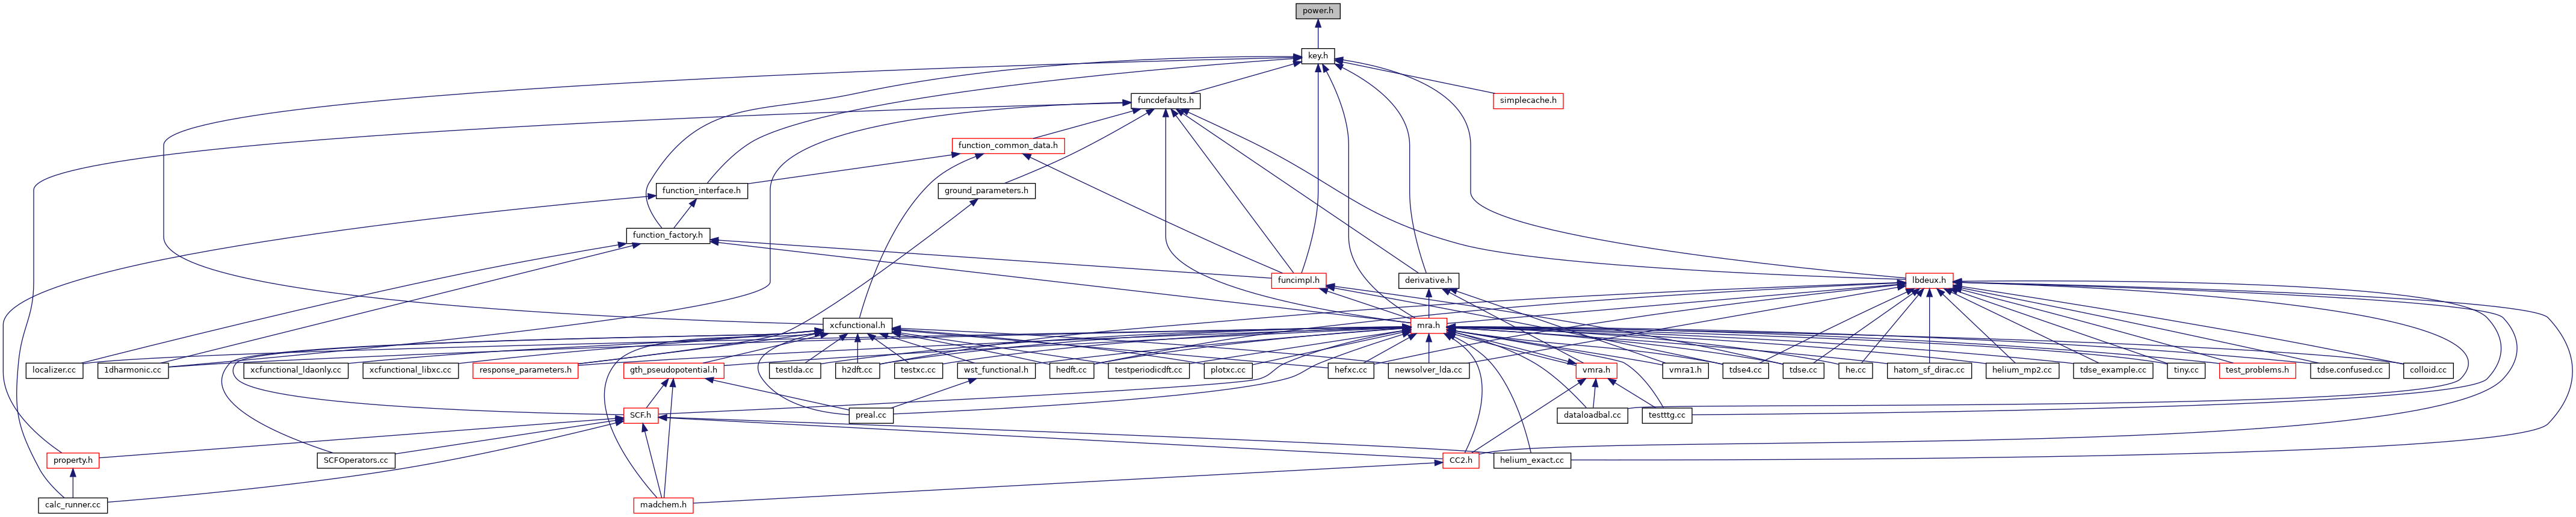 power.h
key.h
funcdefaults.h
simplecache.h
function_common_data.h
function_interface.h
ground_parameters.h
function_factory.h
funcimpl.h
derivative.h
lbdeux.h
xcfunctional.h
mra.h
localizer.cc
1dharmonic.cc
xcfunctional_ldaonly.cc
xcfunctional_libxc.cc
response_parameters.h
gth_pseudopotential.h
testlda.cc
h2dft.cc
testxc.cc
wst_functional.h
hedft.cc
testperiodicdft.cc
plotxc.cc
hefxc.cc
newsolver_lda.cc
vmra.h
vmra1.h
tdse4.cc
tdse.cc
he.cc
hatom_sf_dirac.cc
helium_mp2.cc
tdse_example.cc
tiny.cc
test_problems.h
tdse.confused.cc
colloid.cc
SCF.h
preal.cc
dataloadbal.cc
testttg.cc
property.h
SCFOperators.cc
CC2.h
helium_exact.cc
calc_runner.cc
madchem.h